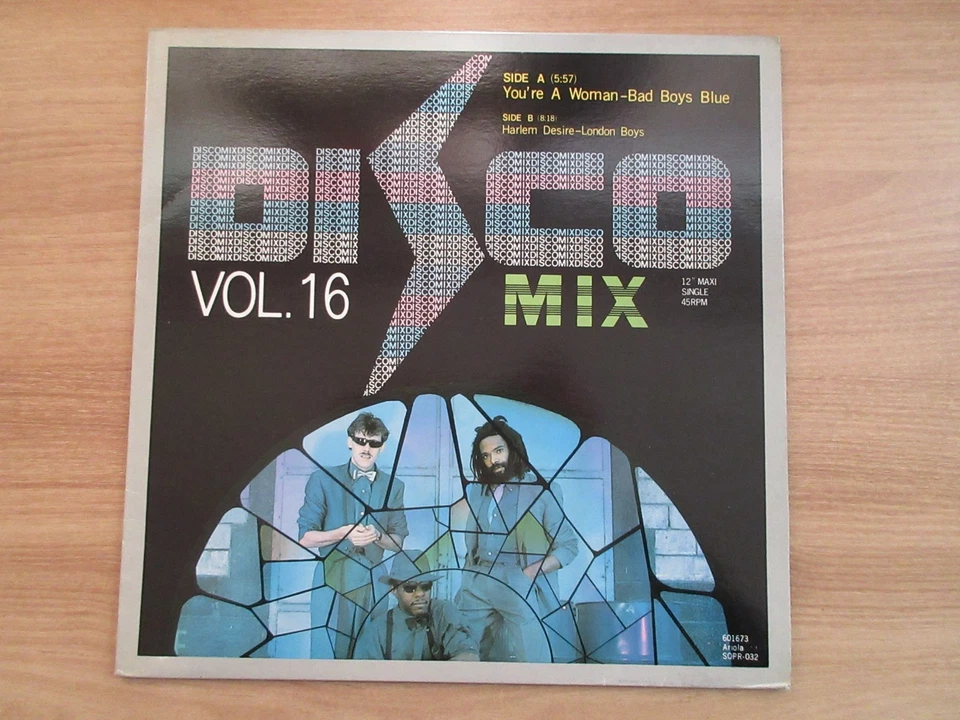 SIDE A (5:57)
You're A Woman-Bad Boys Blue
SIDE B (8:18)
Harlem Desire-London Boys
DISCO
VOL. 16
MIX
12" MAXI
SINGLE
45RPM
601673
Ariola
SOPR-032